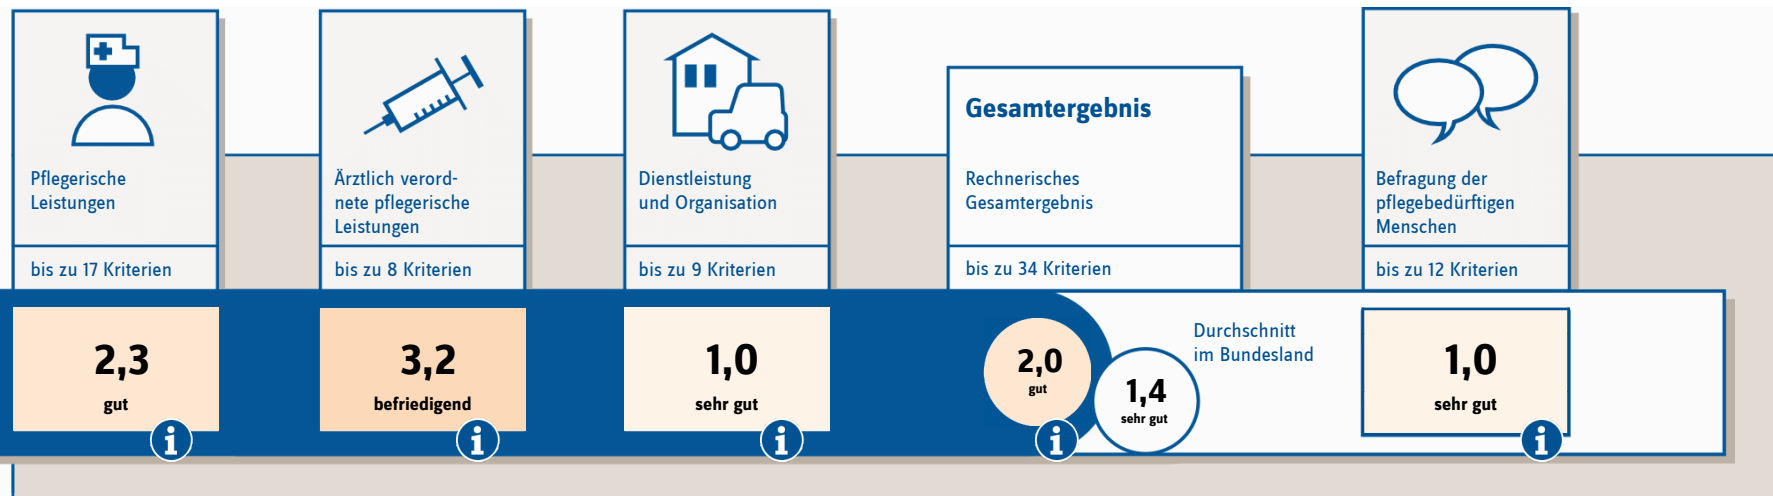 Pflegerische
Leistungen
bis zu 17 Kriterien
2,3
gut
i
Ärztlich verord-
nete pflegerische
Leistungen
bis zu 8 Kriterien
3,2
befriedigend
i
Dienstleistung
und Organisation
bis zu 9 Kriterien
1,0
sehr gut
i
Gesamtergebnis
Rechnerisches
Gesamtergebnis
bis zu 34 Kriterien
2,0
gut
i
Durchschnitt
im Bundesland
1,4
sehr gut
Befragung der
pflegebedürftigen
Menschen
bis zu 12 Kriterien
1,0
sehr gut
i